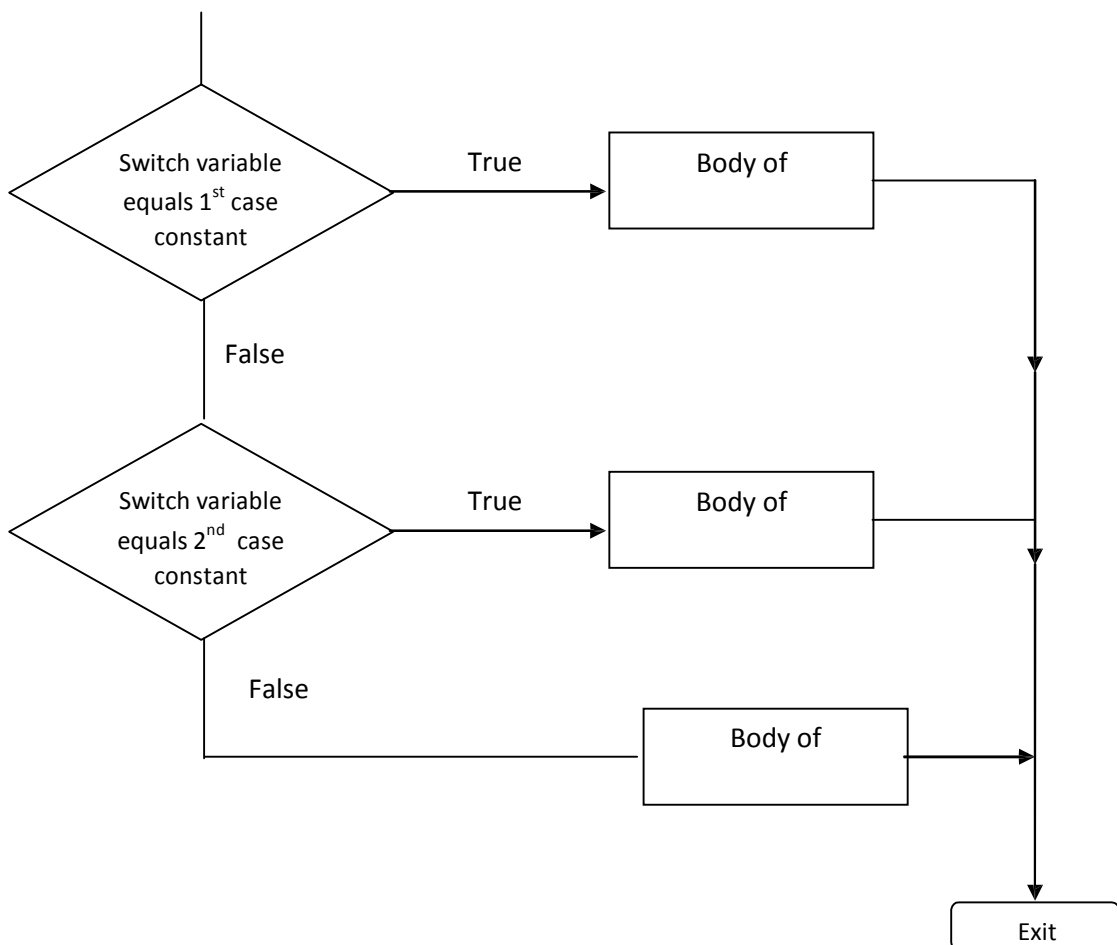 Switch variable
equals 1st case
constant
True
Body of
False
Switch variable
equals 2nd case
constant
True
Body of
False
Body of
Exit